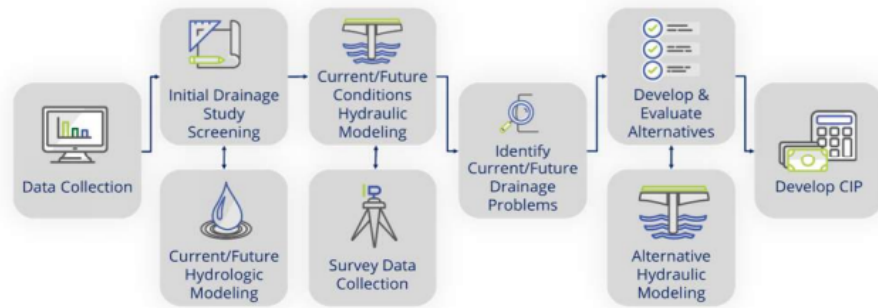 Data Collection
Initial Drainage
Study
Screening
Current/Future
Hydrologic
Modeling
Current/Future
Conditions
Hydraulic
Modeling
Survey Data
Collection
Identify
Current/Future
Drainage
Problems
Develop &
Evaluate
Alternatives
Alternative
Hydraulic
Modeling
Develop CIP